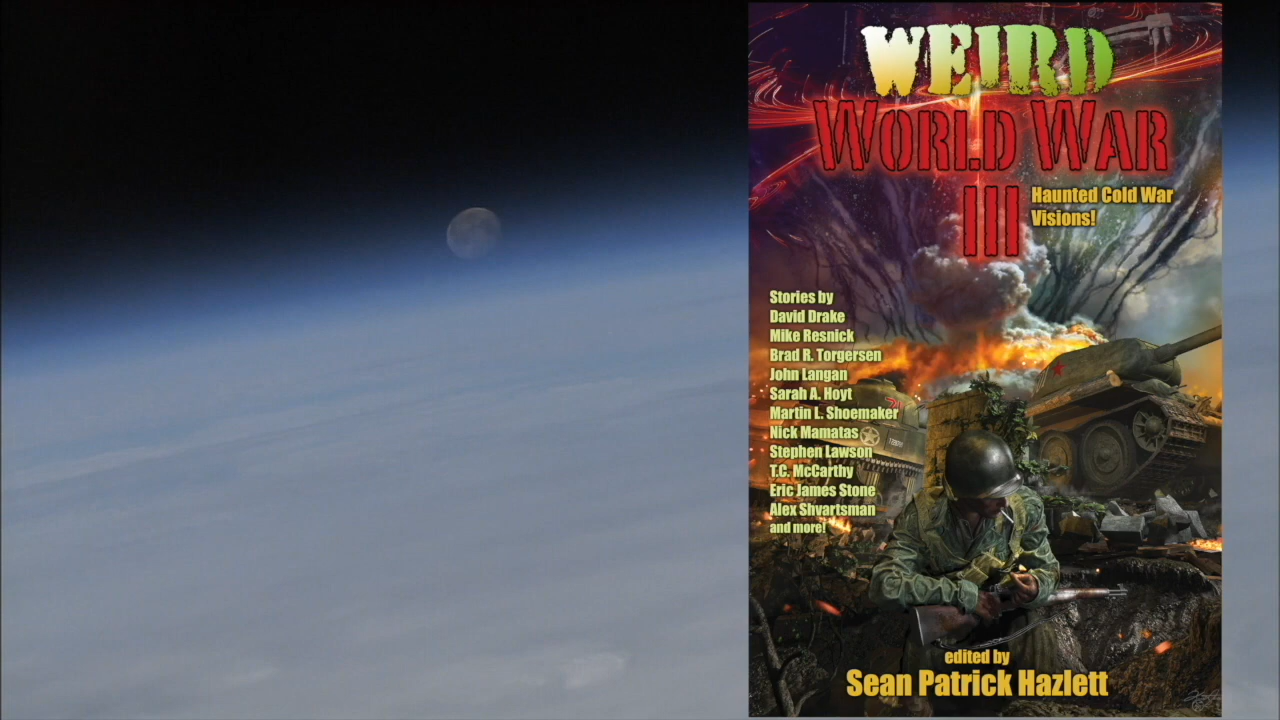 WEIRD
WORLD WAR
III
Haunted Cold War
Visions!
Stories by
David Drake
Mike Resnick
Brad R. Torgersen
John Langan
Sarah A. Hoyt
Martin L. Shoemaker
Nick Mamatas
Stephen Lawson
T.C. McCarthy
Eric James Stone
Alex Shvartsman
and more!
edited by
Sean Patrick Hazlett